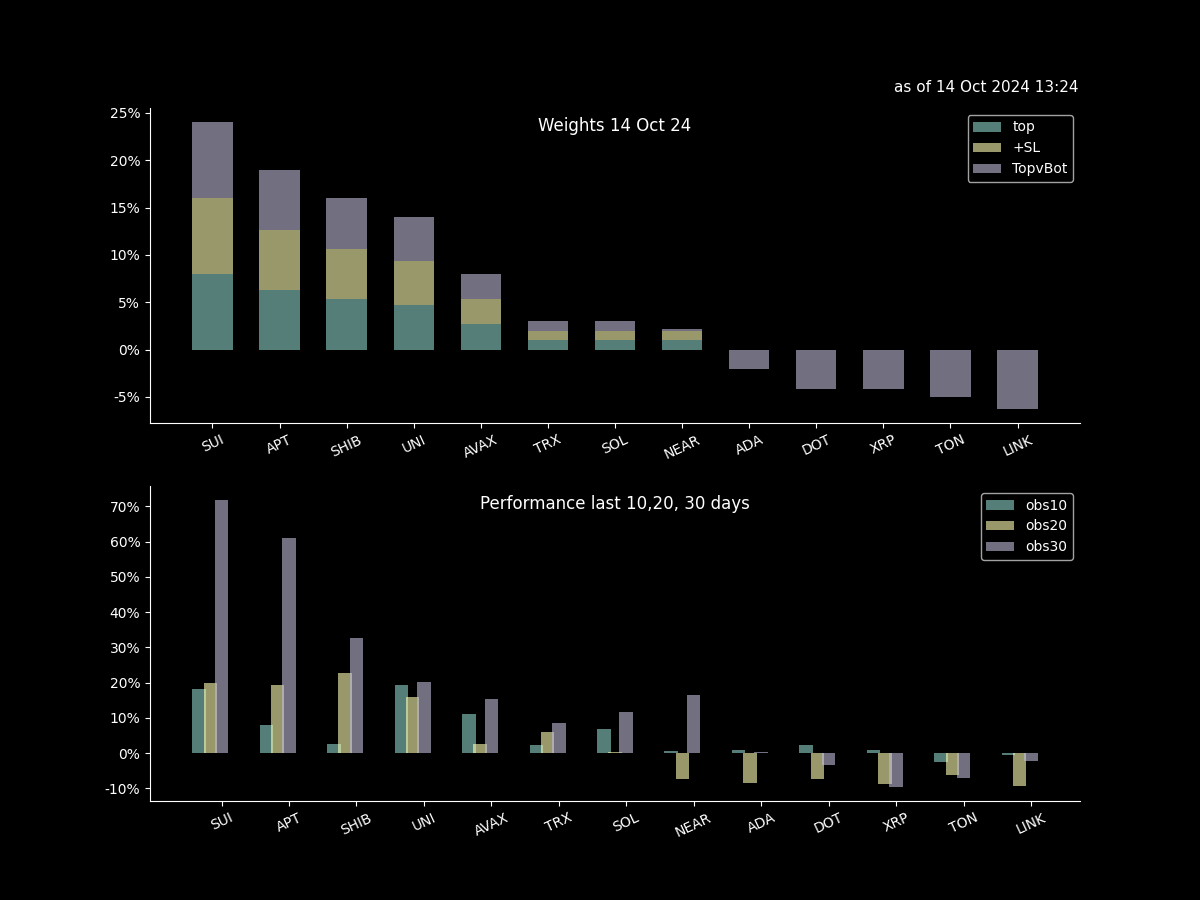 as of 14 Oct 2024 13:24
Weights 14 Oct 24
top
+SL
TopvBot
25%
20%
15%
10%
5%
0%
-5%
SUI APT SHIB UNI AVAX TRX SOL NEAR ADA DOT XRP TON LINK
Performance last 10,20, 30 days
obs10
obs20
obs30
70%
60%
50%
40%
30%
20%
10%
0%
-10%
SUI APT SHIB UNI AVAX TRX SOL NEAR ADA DOT XRP TON LINK